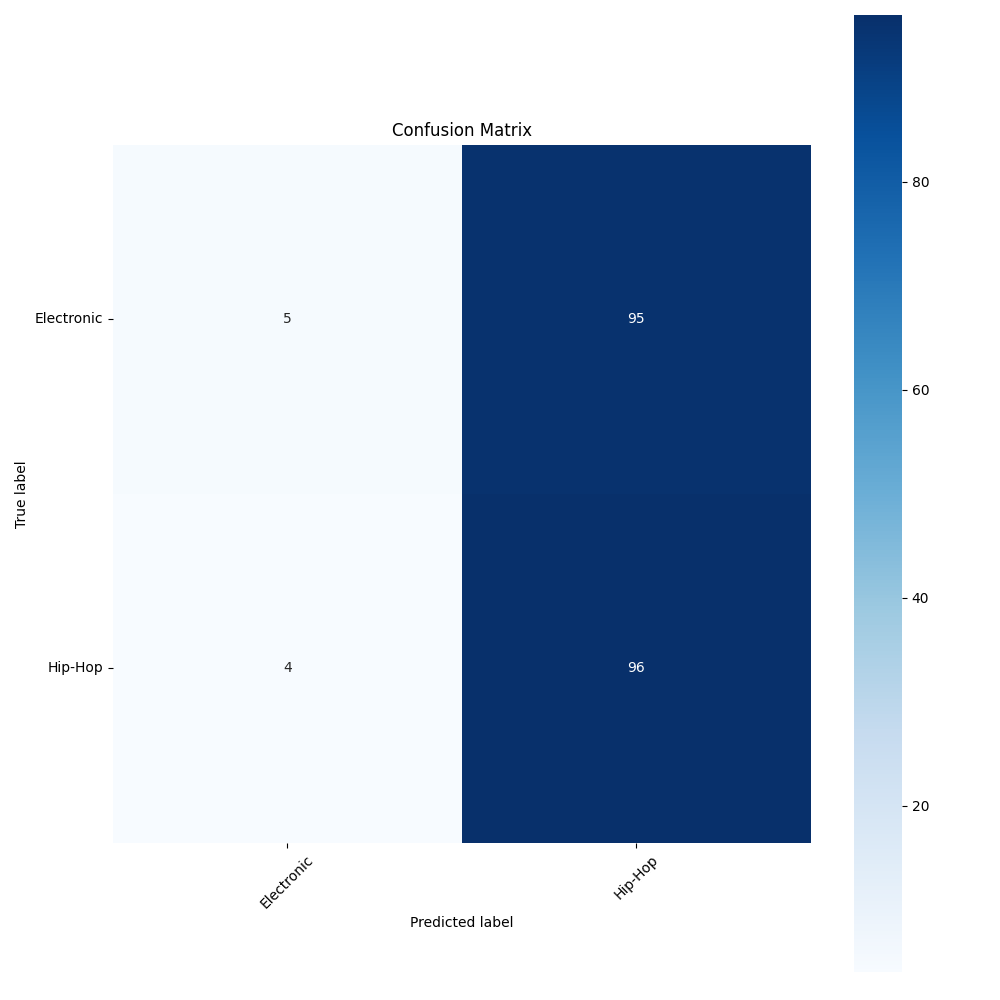 Confusion Matrix
80
Electronic
5
95
60
True label
40
Hip-Hop
4
96
20
Electronic
Hip-Hop
Predicted label